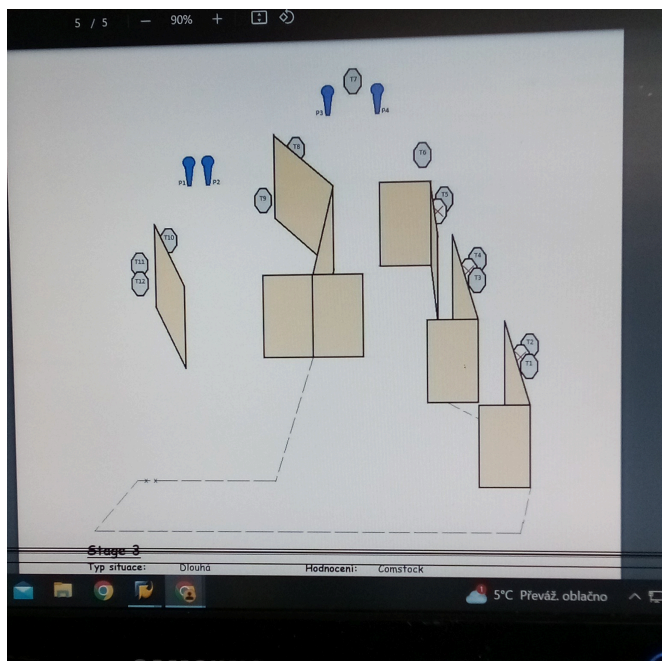 5 / 5 90%
T7
P3 P4
T8
T6
P1 P2
T9
T5
T10
T11
T4
T12
T3
T2
T1
Stage 3
Typ situace: Dlouhá Hodnocení: Comstock
1
5°C Převáž. oblačno